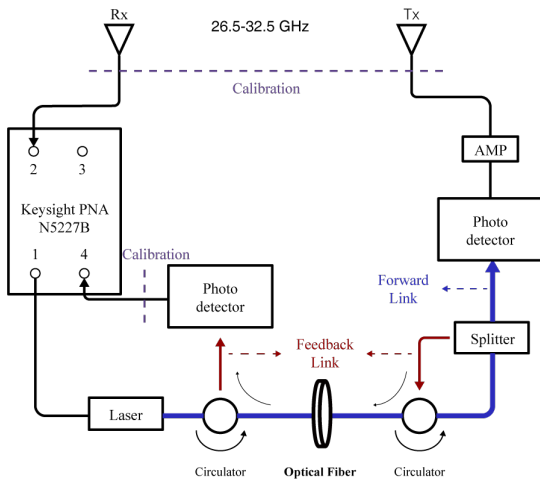 Rx
26.5-32.5 GHz
Tx
Calibration
AMP
2
3
Keysight PNA
N5227B
1
4
Calibration
Photo
detector
Photo
detector
Forward
Link
Feedback
Link
Splitter
Laser
Circulator
Optical Fiber
Circulator